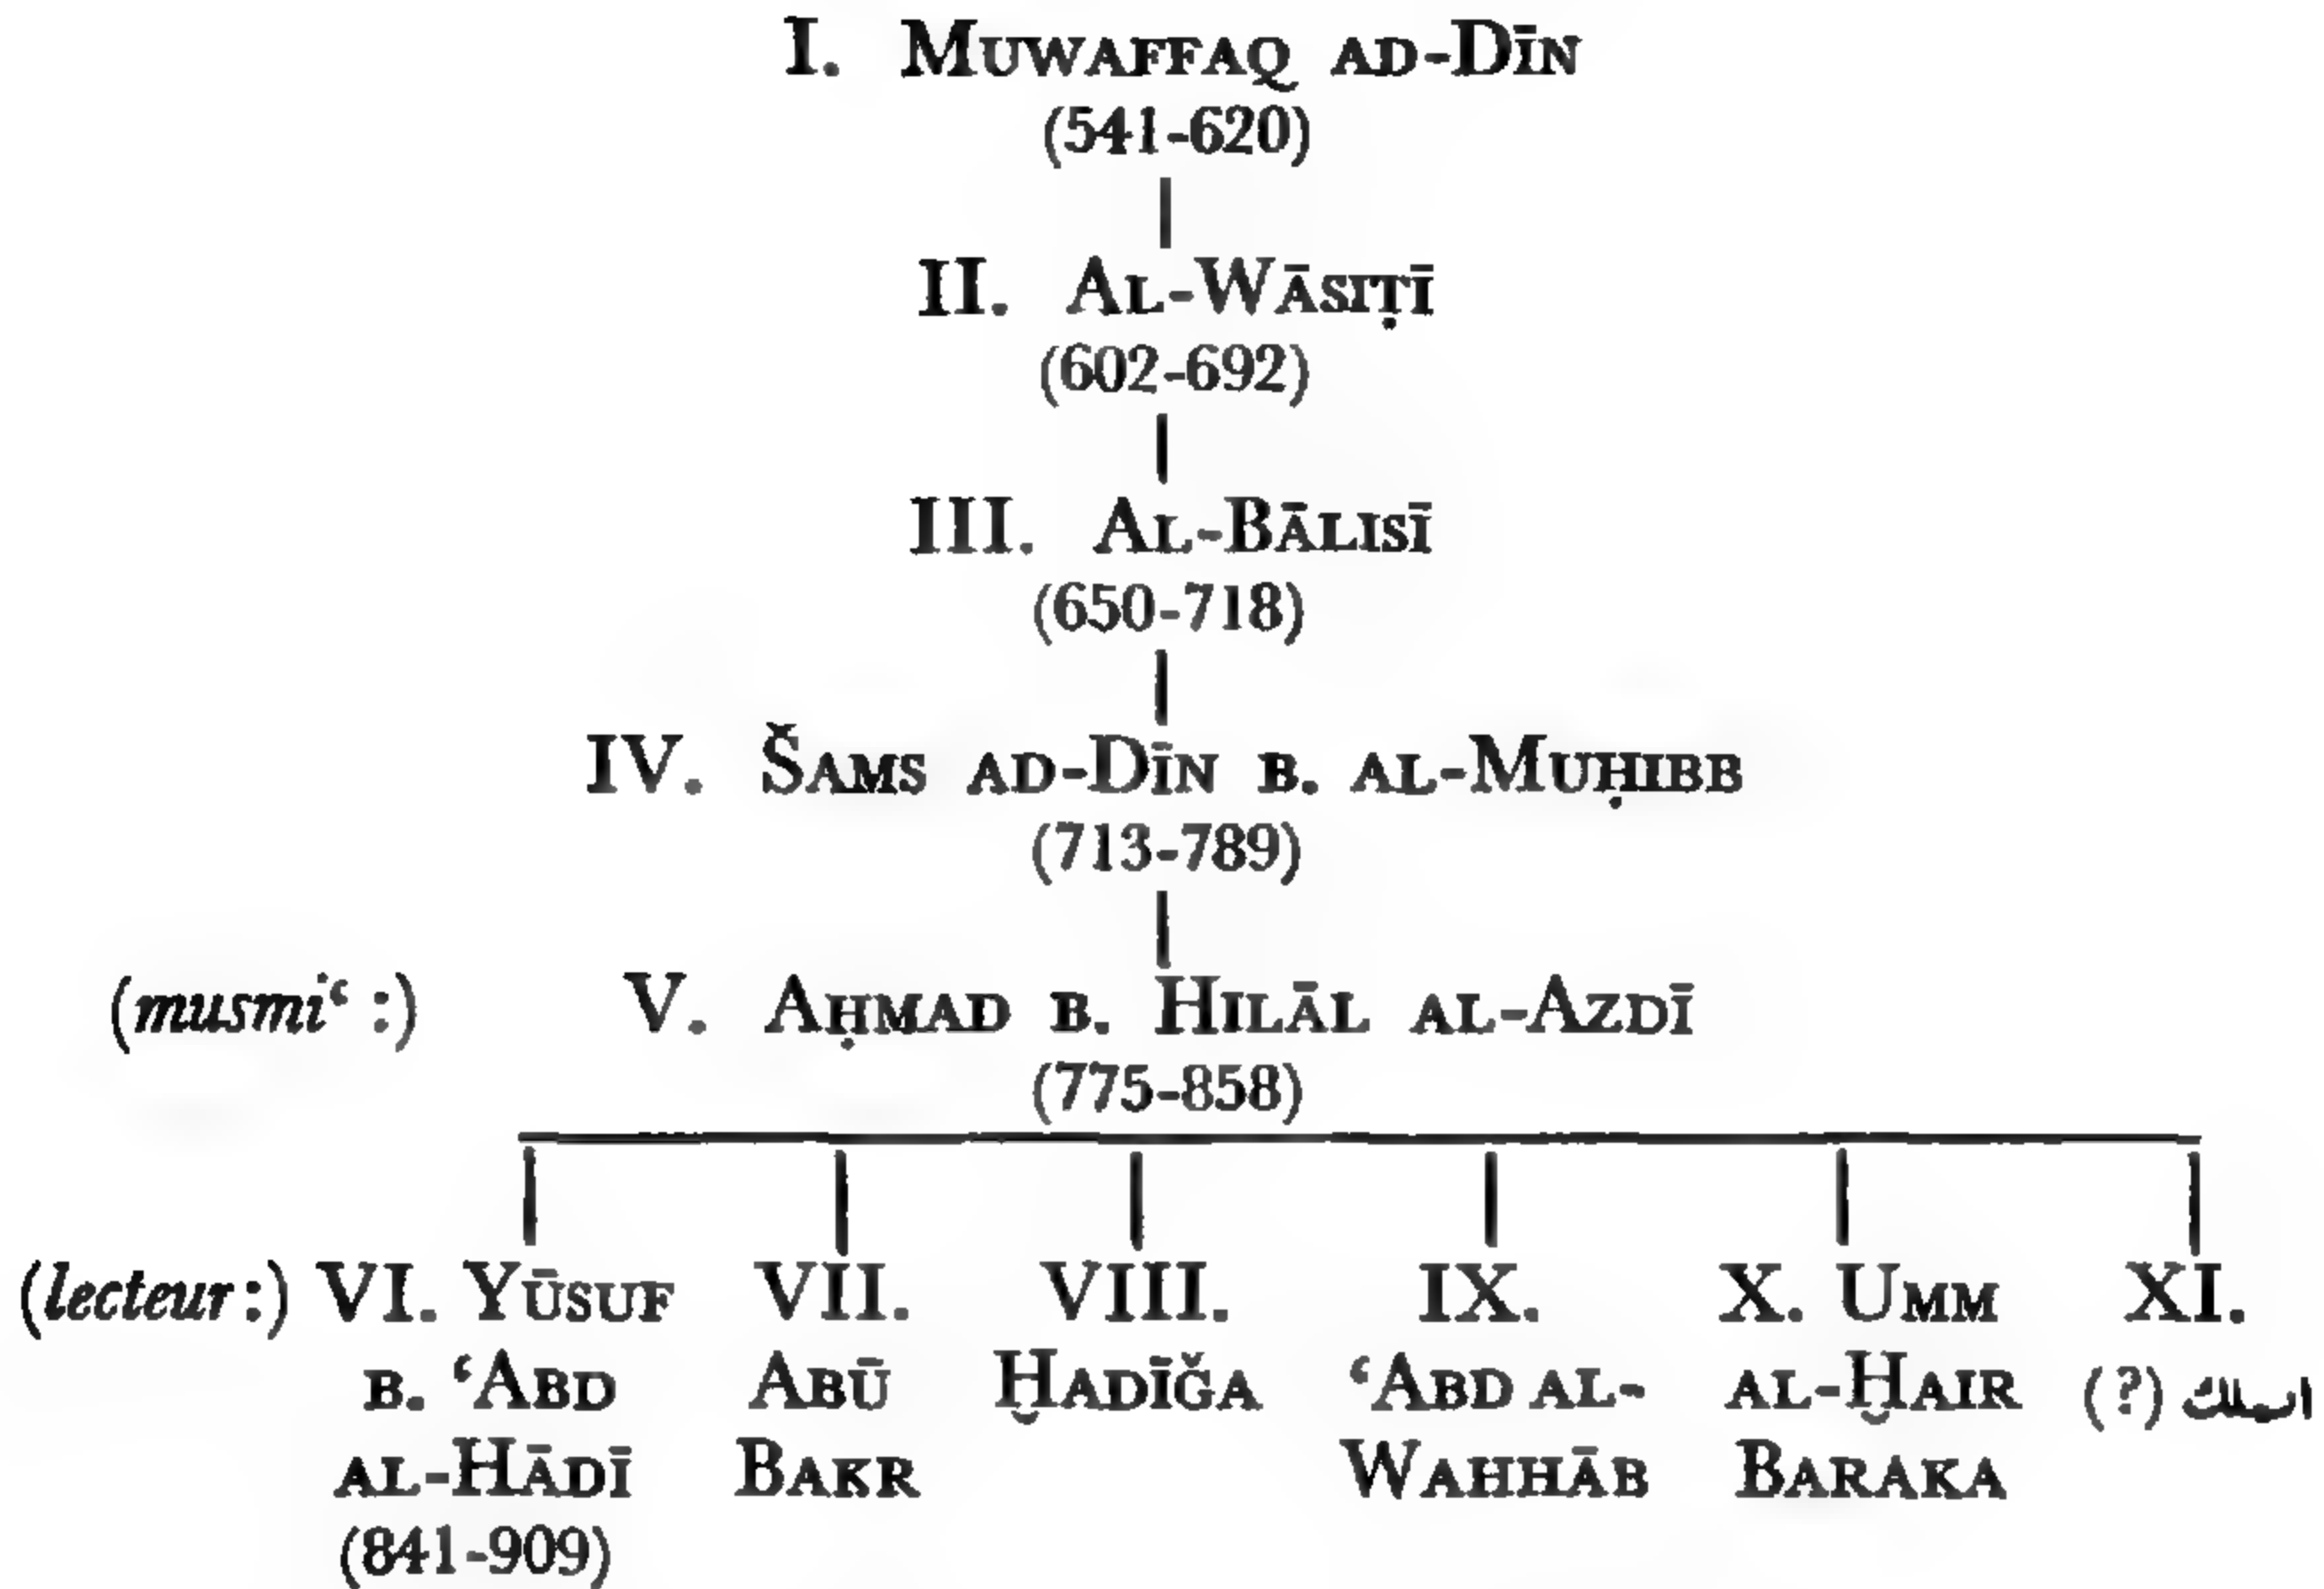 I. Muwaffaq ad-Dīn
(541-620)
II. Al-Wāsiṭī
(602-692)
III. Al-Bālisī
(650-718)
IV. Šams ad-Dīn b. al-Muḥibb
(713-789)
(musmiʿ :) V. Aḥmad b. Hilāl al-Azdī
(775-858)
(lecteur :) VI. Yūsuf VII. VIII. IX. X. Umm XI.
b. ʿAbd Abū Ḫadīǧa ʿAbd al- al-Ḫair (?)
al-Hādī Bakr Wahhāb Baraka
(841-909)